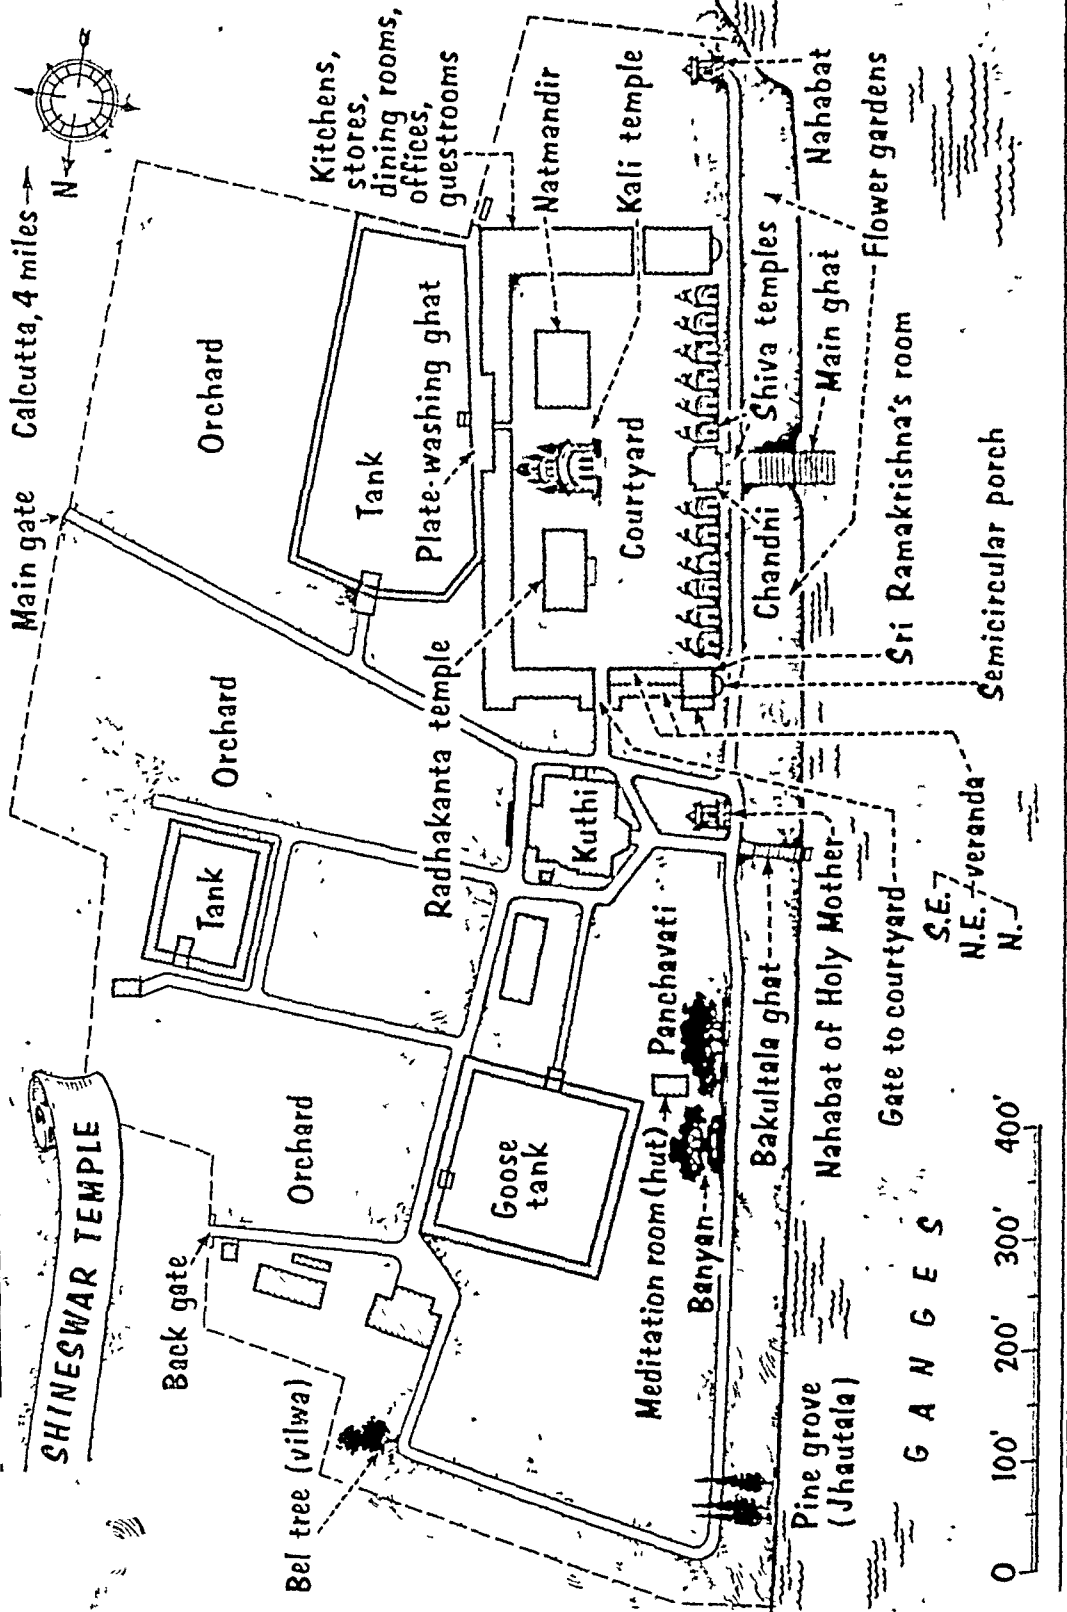 SHINESWAR TEMPLE
Main gate
Calcutta, 4 miles
N
Back gate
Bel tree (vilwa)
Orchard
Orchard
Orchard
Tank
Tank
Plate-washing ghat
Goose
tank
Kitchens,
stores,
dining rooms,
offices,
guestrooms
Natmandir
Kali temple
Nahabat
Radhakanta temple
Courtyard
Kuthi
Panchavati
Meditation room (hut)
Banyan
Shiva temples
Chandni
Main ghat
Flower gardens
Sri Ramakrishna's room
Semicircular porch
Bakultala ghat
Nahabat of Holy Mother
Gate to courtyard
S.E.
N.E. veranda
N.
Pine grove
(Jhautala)
GANGES
0 100' 200' 300' 400'